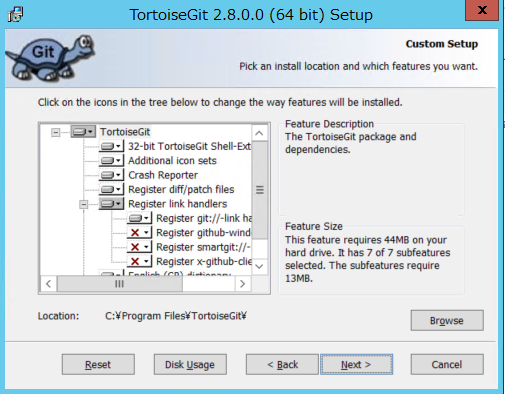 TortoiseGit 2.8.0.0 (64 bit) Setup
x
Git
Custom Setup
Pick an install location and which features you want.
Click on the icons in the tree below to change the way features will be installed.
TortoiseGit
32-bit TortoiseGit Shell-Ext
Additional icon sets
Crash Reporter
Register diff/patch files
Register link handlers
Register git://-link ha
Register github-wind
Register smartgit://-
Register x-github-clie
English (GB) dictionary
Feature Description
The TortoiseGit package and
dependencies.
Feature Size
This feature requires 44MB on your
hard drive. It has 7 of 7 subfeatures
selected. The subfeatures require
13MB.
Location: C:¥Program Files¥TortoiseGit¥
Browse
Reset Disk Usage < Back Next > Cancel